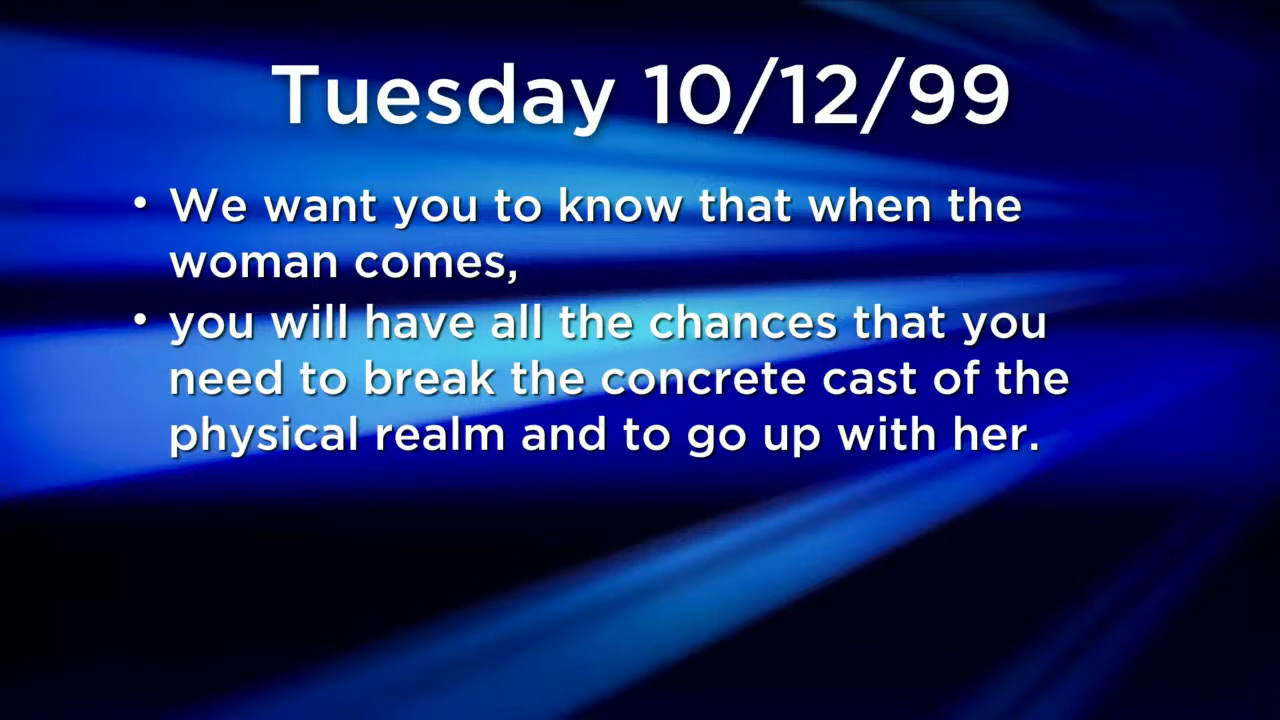 Tuesday 10/12/99
• We want you to know that when the
woman comes,
• you will have all the chances that you
need to break the concrete cast of the
physical realm and to go up with her.